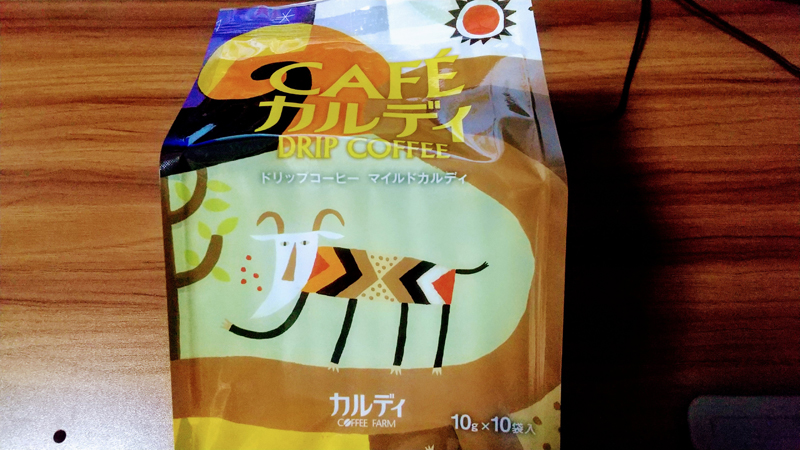 CAFÉ
カルディ
DRIP COFFEE
ドリップコーヒー マイルドカルディ
カルディ
COFFEE FARM
10g×10袋入